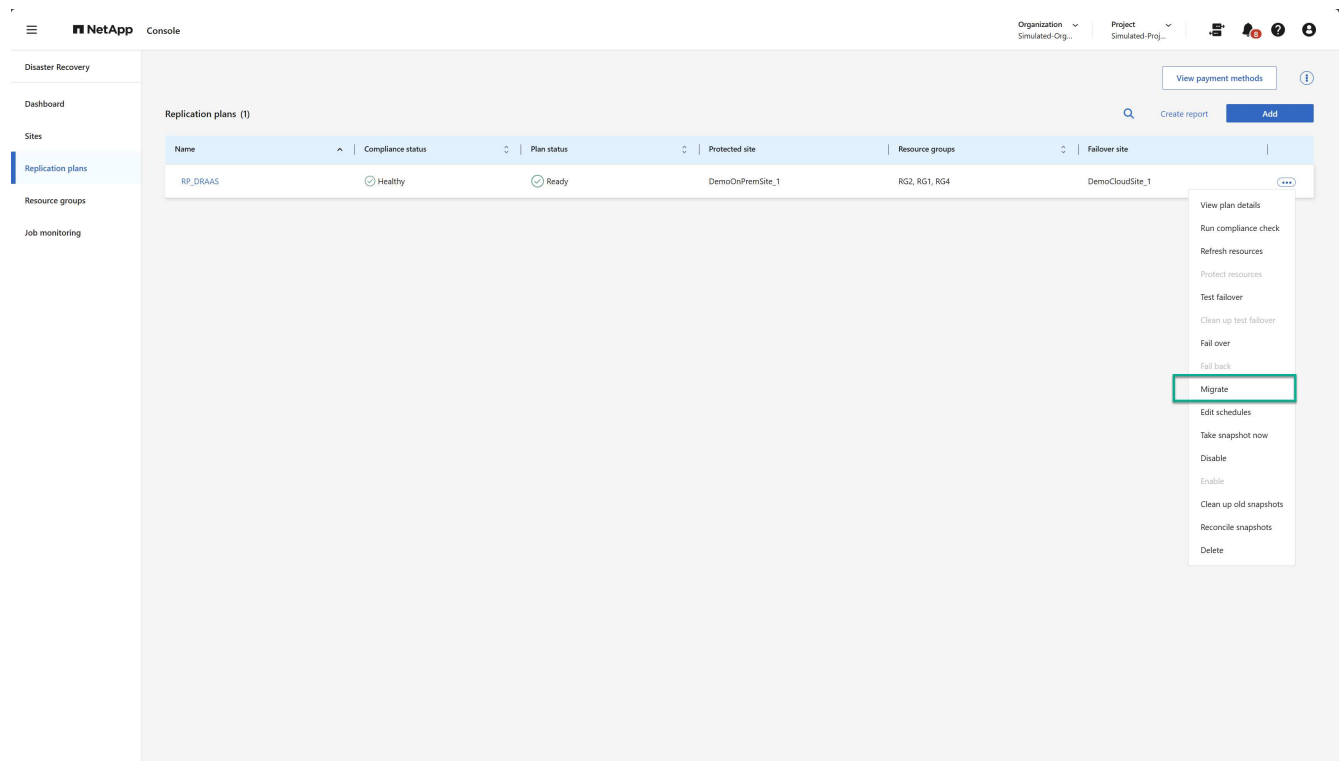 NetApp Console
Organization
Simulated-Org...
Project
Simulated-Proj...
8
?
Disaster Recovery
Dashboard
Sites
Replication plans
Resource groups
Job monitoring
View payment methods
Replication plans (1)
Create report
Add
Name Compliance status Plan status Protected site Resource groups Failover site
RP_DRAAS Healthy Ready DemoOnPremSite_1 RG2, RG1, RG4 DemoCloudSite_1
View plan details
Run compliance check
Refresh resources
Protect resources
Test failover
Clean up test failover
Fail over
Fail back
Migrate
Edit schedules
Take snapshot now
Disable
Enable
Clean up old snapshots
Reconcile snapshots
Delete